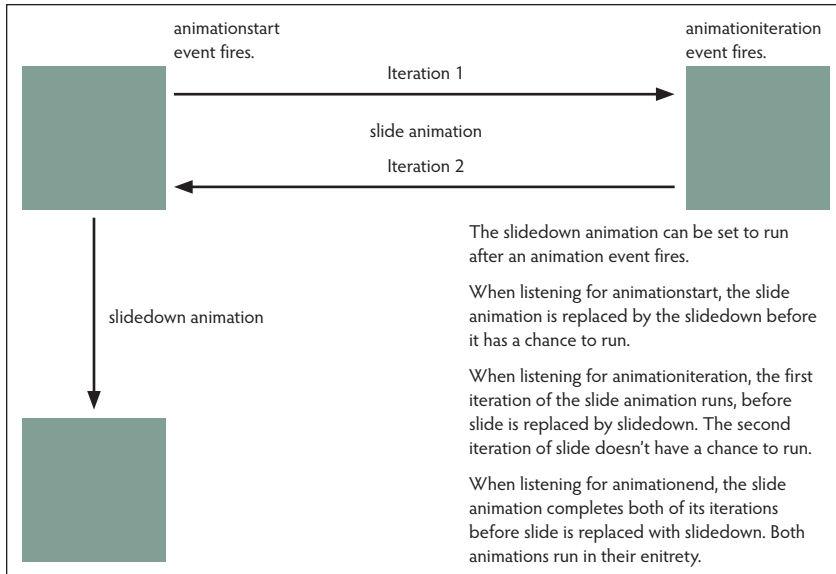 animationstart
event fires.
animationiteration
event fires.
Iteration 1
slide animation
Iteration 2
The slidedown animation can be set to run
after an animation event fires.
When listening for animationstart, the slide
animation is replaced by the slidedown before
it has a chance to run.
slidedown animation
When listening for animationiteration, the first
iteration of the slide animation runs, before
slide is replaced by slidedown. The second
iteration of slide doesn't have a chance to run.
When listening for animationend, the slide
animation completes both of its iterations
before slide is replaced with slidedown. Both
animations run in their enitrety.